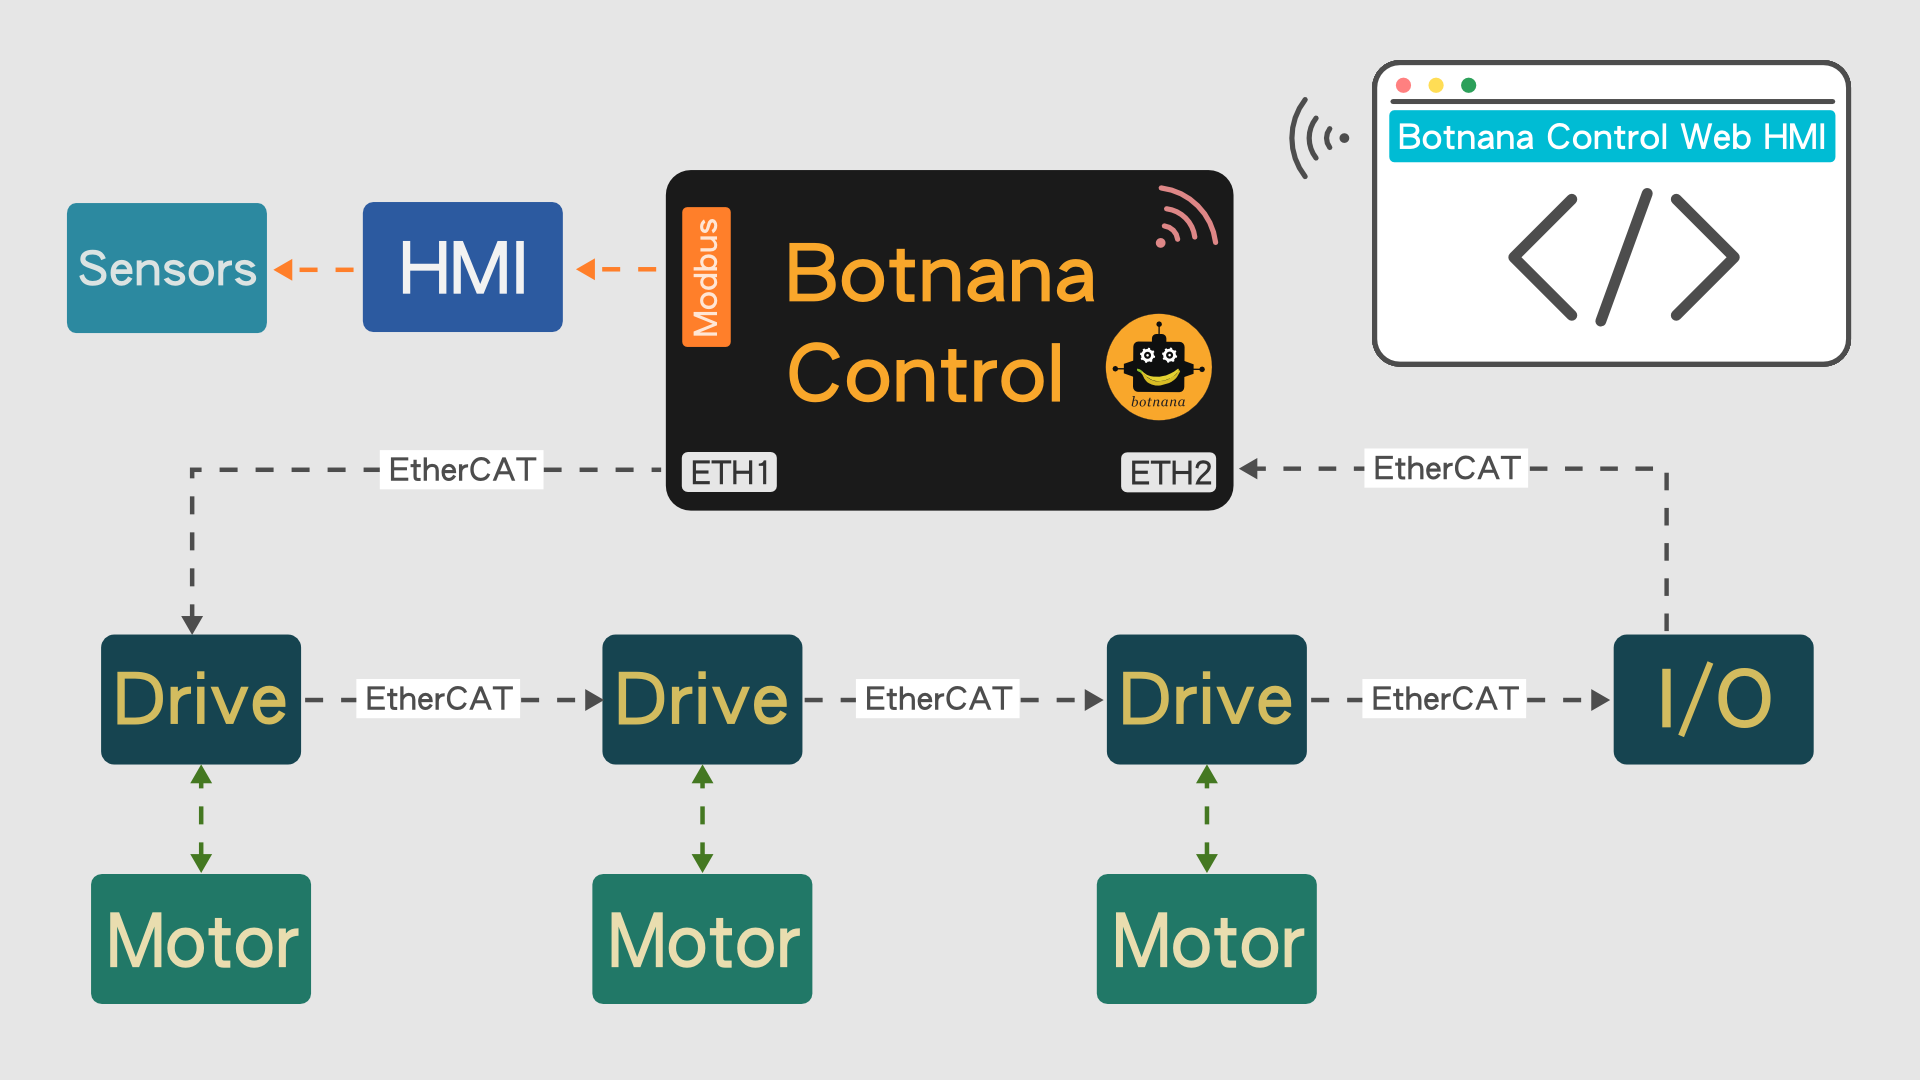 Botnana Control Web HMI
Sensors
HMI
Modbus
Botnana
Control
botnana
ETH1
ETH2
EtherCAT
EtherCAT
Drive
EtherCAT
Drive
EtherCAT
Drive
EtherCAT
I/O
Motor
Motor
Motor